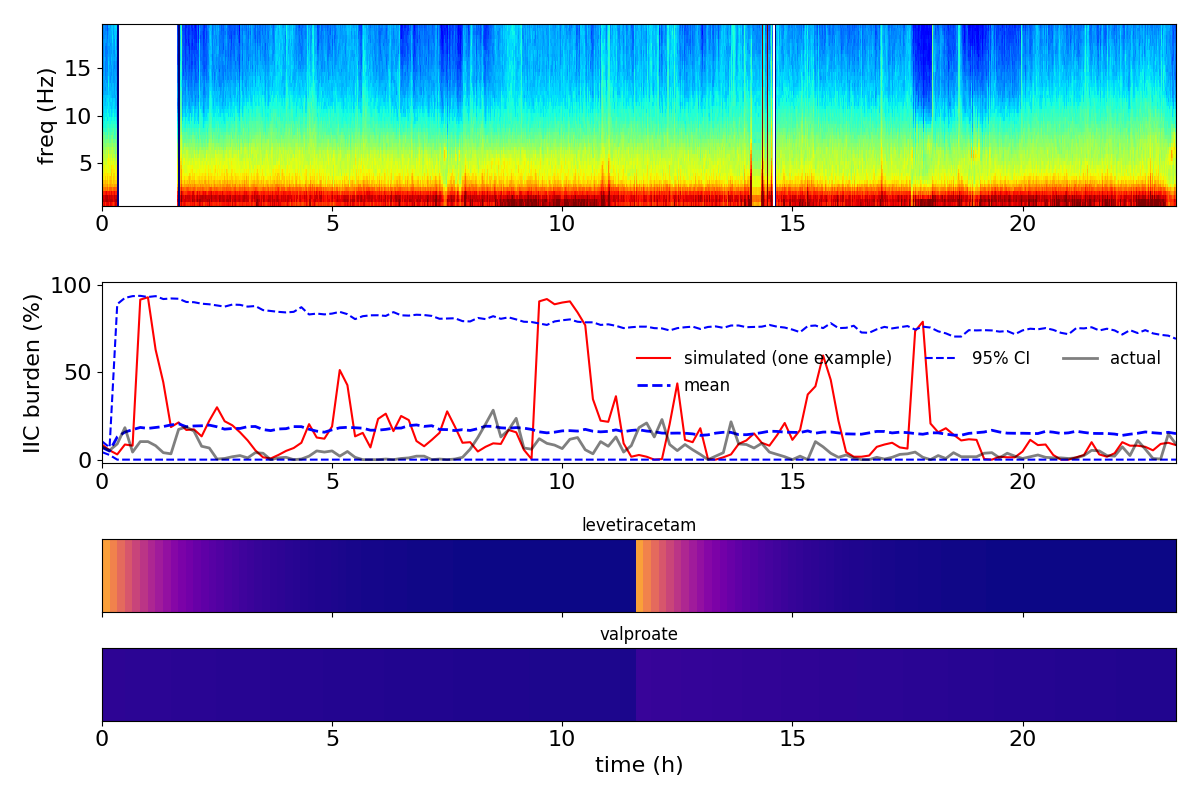 freq (Hz)
15
10
5
0 5 10 15 20
IIC burden (%)
100
50
0
simulated (one example) 95% CI actual
mean
0 5 10 15 20
levetiracetam
valproate
0 5 10 15 20
time (h)